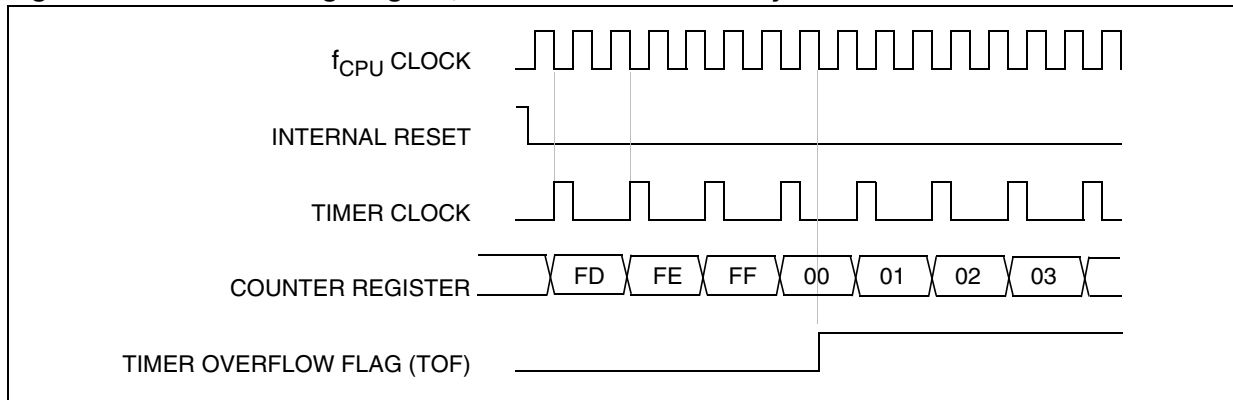 fCPU CLOCK
INTERNAL RESET
TIMER CLOCK
COUNTER REGISTER
FD FE FF 00 01 02 03
TIMER OVERFLOW FLAG (TOF)